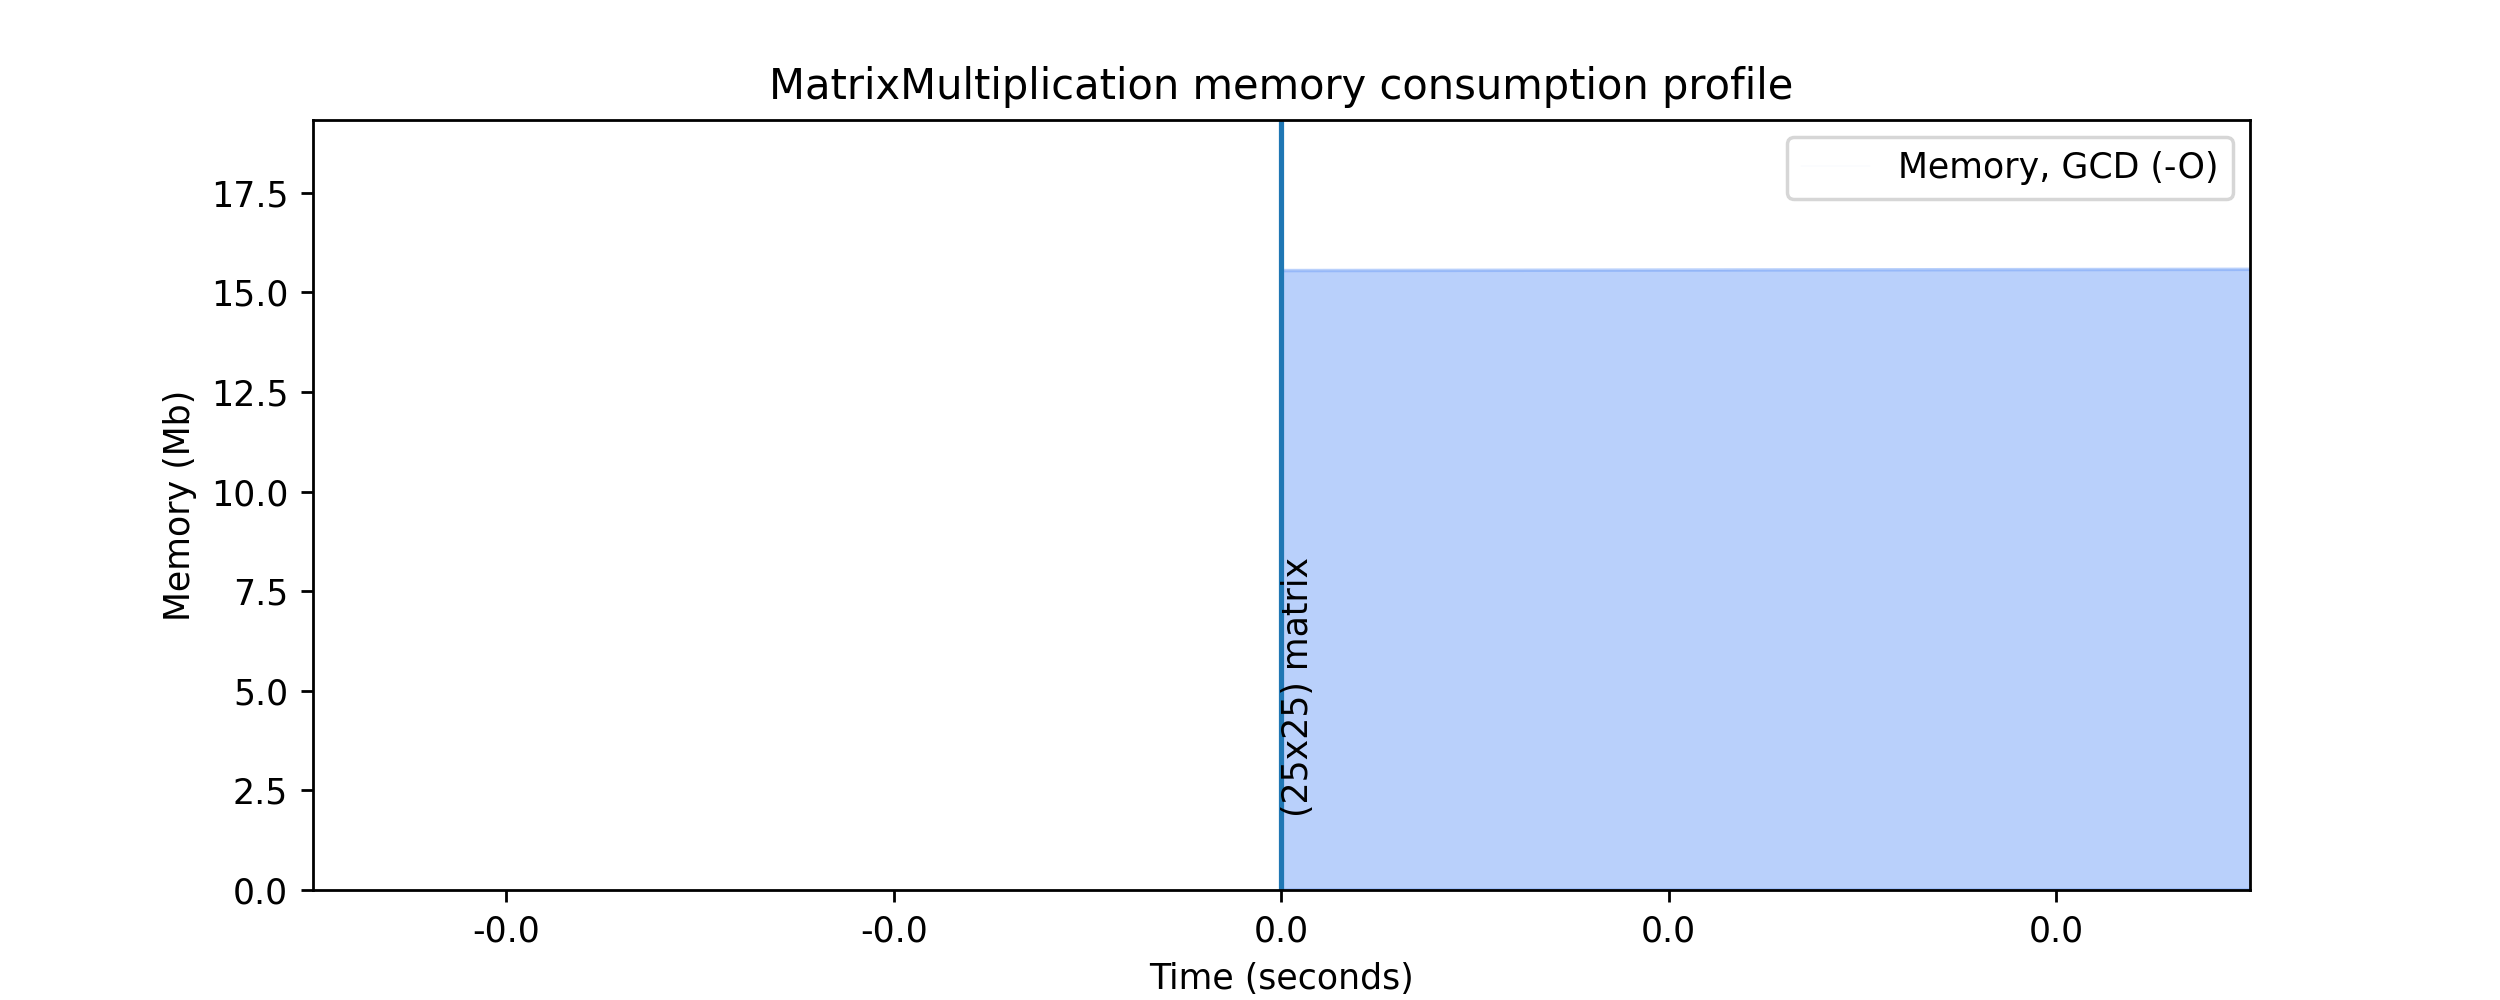 MatrixMultiplication memory consumption profile
Memory, GCD (-O)
17.5
15.0
12.5
10.0
7.5
5.0
2.5
0.0
Memory (Mb)
(25x25) matrix
-0.0 -0.0 0.0 0.0 0.0
Time (seconds)